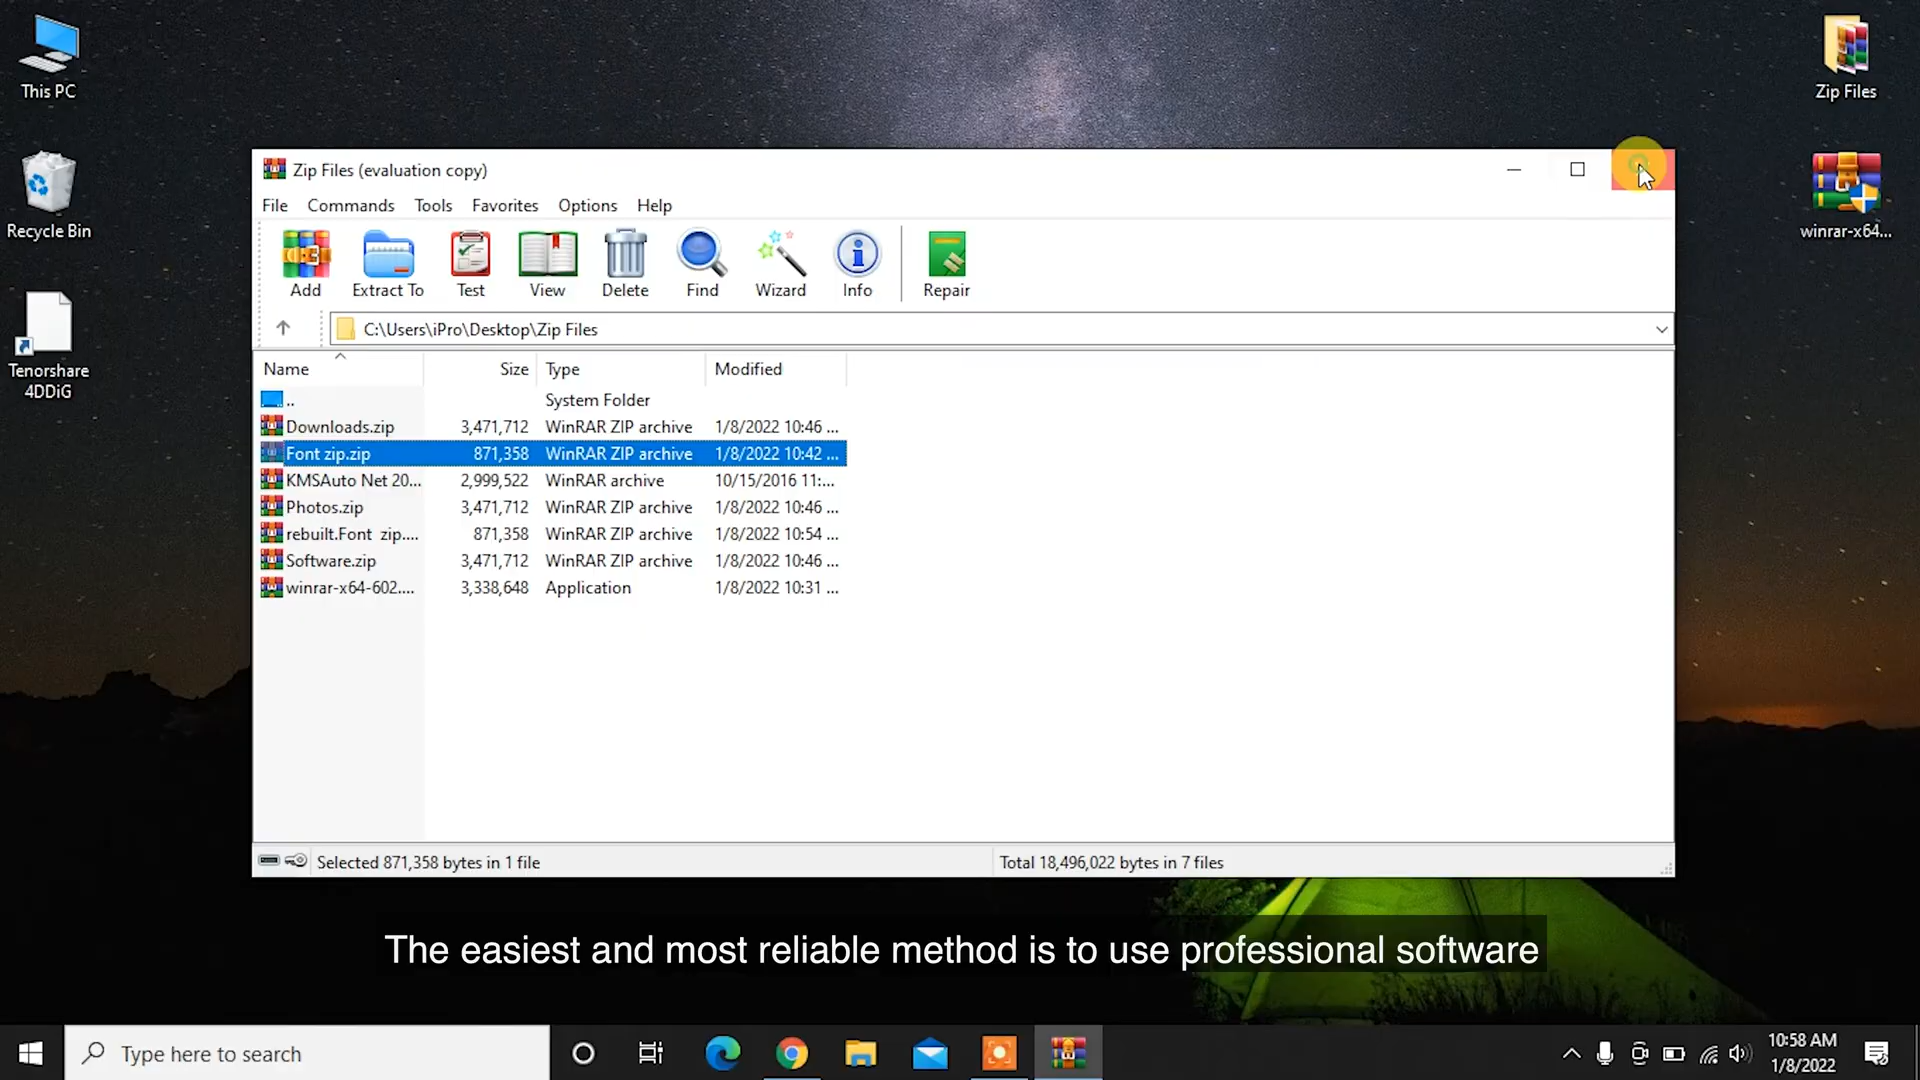 This PC
Recycle Bin
Tenorshare
4DDiG
Zip Files
winrar-x64...
Zip Files (evaluation copy)
File Commands Tools Favorites Options Help
Add Extract To Test View Delete Find Wizard Info Repair
C:\Users\iPro\Desktop\Zip Files
Name Size Type Modified
.. System Folder
Downloads.zip 3,471,712 WinRAR ZIP archive 1/8/2022 10:46 ...
Font zip.zip 871,358 WinRAR ZIP archive 1/8/2022 10:42 ...
KMSAuto Net 20... 2,999,522 WinRAR archive 10/15/2016 11:...
Photos.zip 3,471,712 WinRAR ZIP archive 1/8/2022 10:46 ...
rebuilt.Font zip.... 871,358 WinRAR ZIP archive 1/8/2022 10:54 ...
Software.zip 3,471,712 WinRAR ZIP archive 1/8/2022 10:46 ...
winrar-x64-602.... 3,338,648 Application 1/8/2022 10:31 ...
Selected 871,358 bytes in 1 file Total 18,496,022 bytes in 7 files
The easiest and most reliable method is to use professional software
Type here to search
10:58 AM
1/8/2022